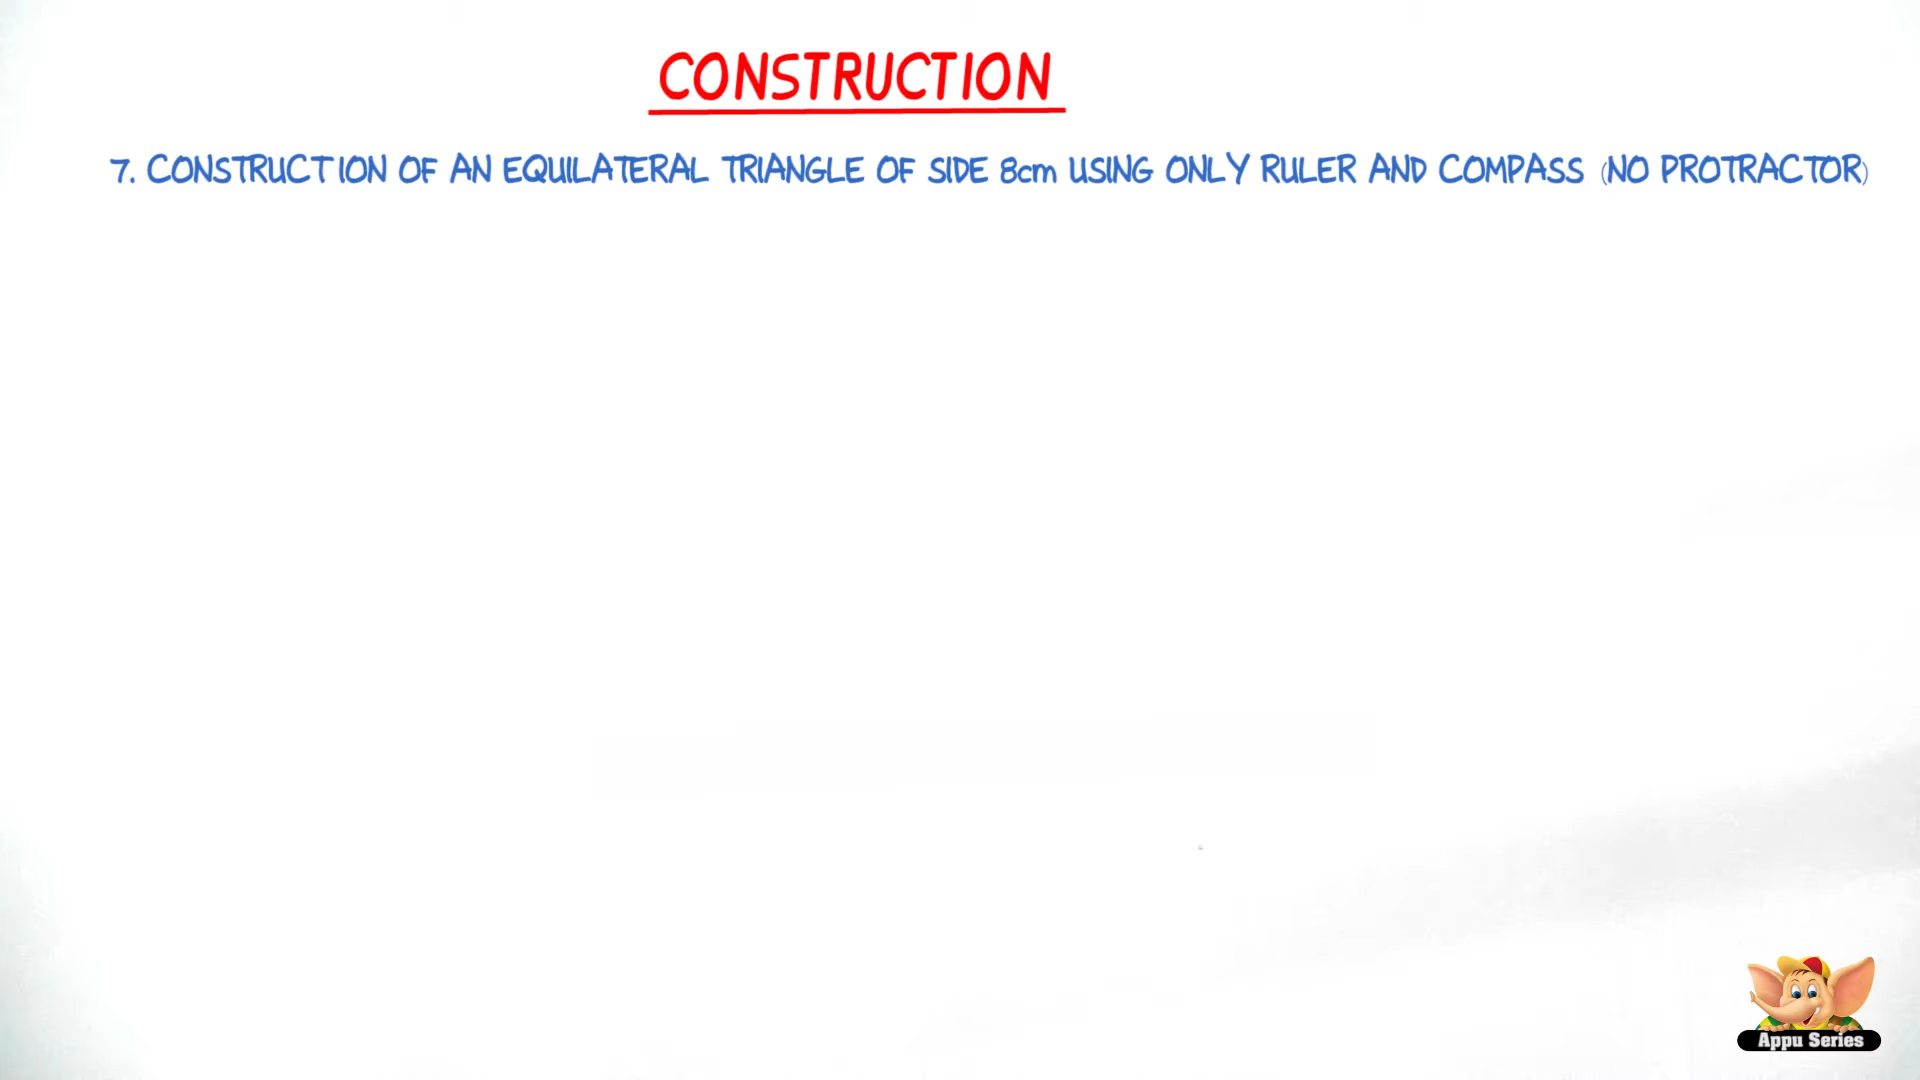 CONSTRUCTION
7. CONSTRUCTION OF AN EQUILATERAL TRIANGLE OF SIDE 8cm USING ONLY RULER AND COMPASS (NO PROTRACTOR)
Appu Series